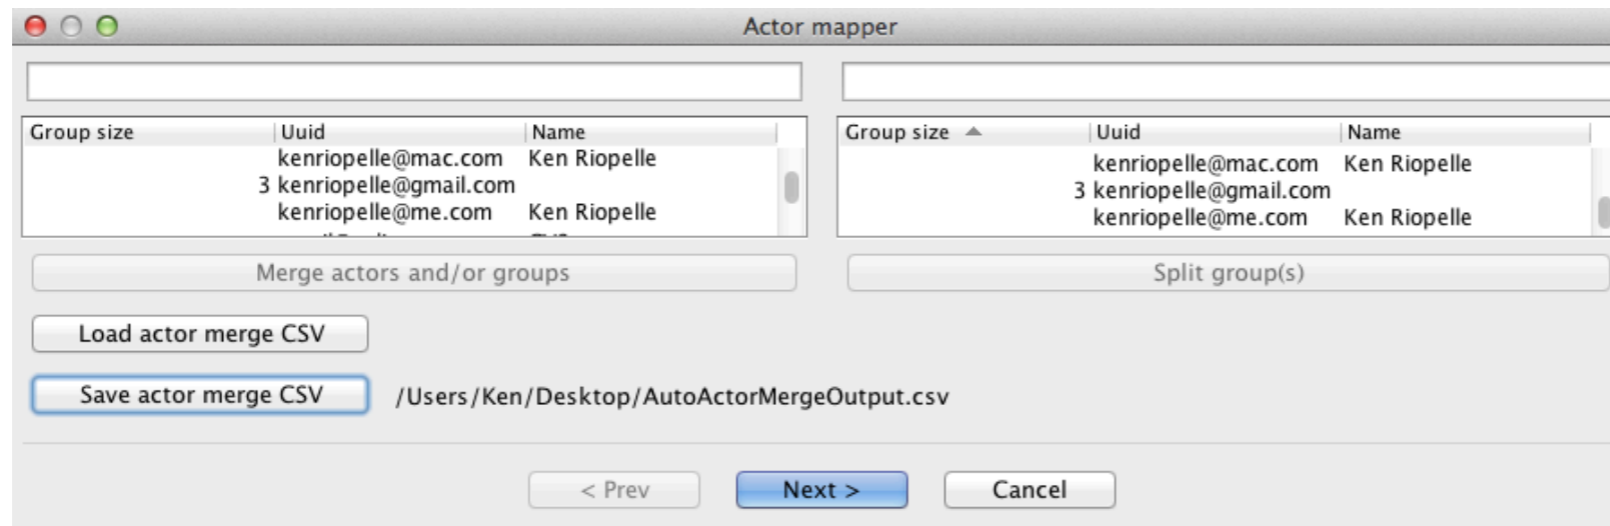 Actor mapper
Group size Uuid Name
kenriopelle@mac.com Ken Riopelle
3 kenriopelle@gmail.com
kenriopelle@me.com Ken Riopelle
Merge actors and/or groups
Group size Uuid Name
kenriopelle@mac.com Ken Riopelle
3 kenriopelle@gmail.com
kenriopelle@me.com Ken Riopelle
Split group(s)
Load actor merge CSV
Save actor merge CSV /Users/Ken/Desktop/AutoActorMergeOutput.csv
< Prev Next > Cancel